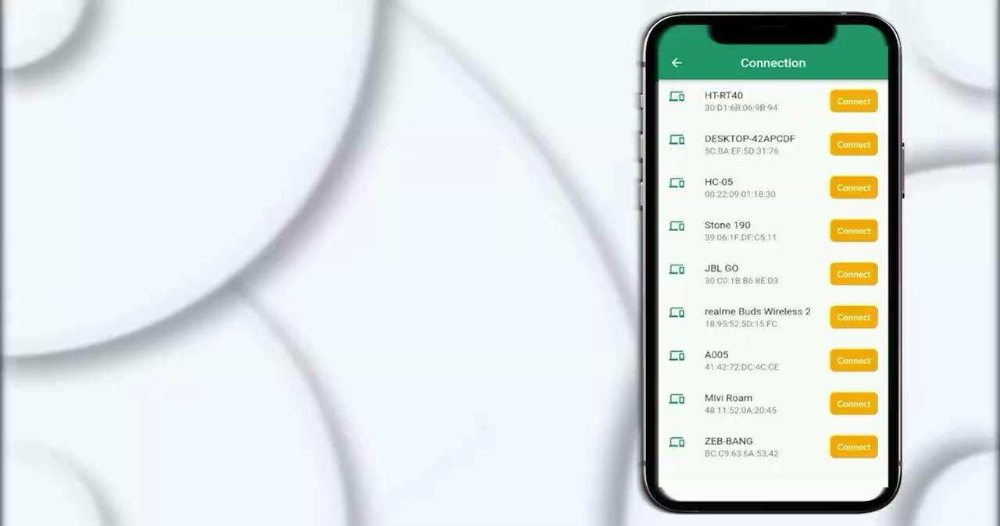 Connection
HT-RT40
30:D1:6B:06:9B:94
Connect
DESKTOP-42APCDF
5C:BA:EF:5D:31:76
Connect
HC-05
00:22:09:01:18:30
Connect
Stone 190
39:06:1F:DF:C5:11
Connect
JBL GO
30:C0:1B:B6:8E:D3
Connect
realme Buds Wireless 2
18:95:52:5D:15:FC
Connect
A005
41:42:72:DC:4C:CE
Connect
Mivi Roam
48:11:52:0A:20:45
Connect
ZEB-BANG
BC:C9:63:6A:53:42
Connect